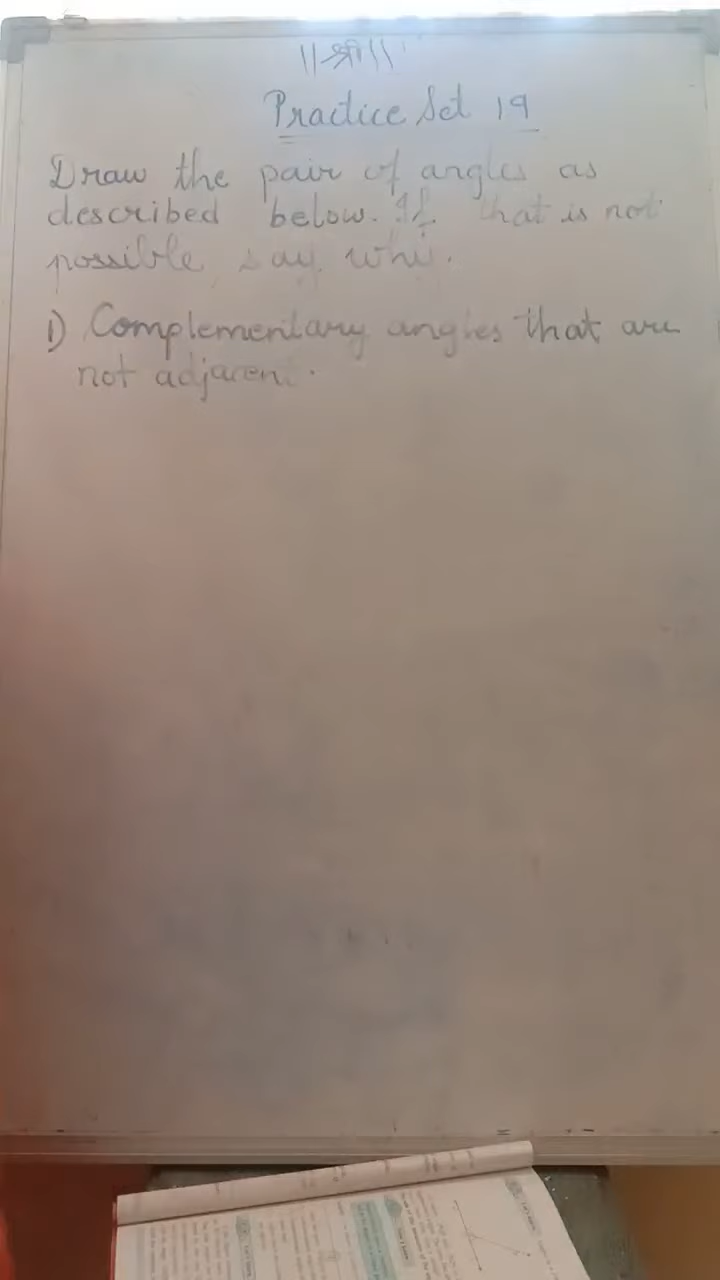 ||श्री||
Practice Set 19
Draw the pair of angles as
described below. If that is not
possible say why.
1) Complementary angles that are
not adjacent.